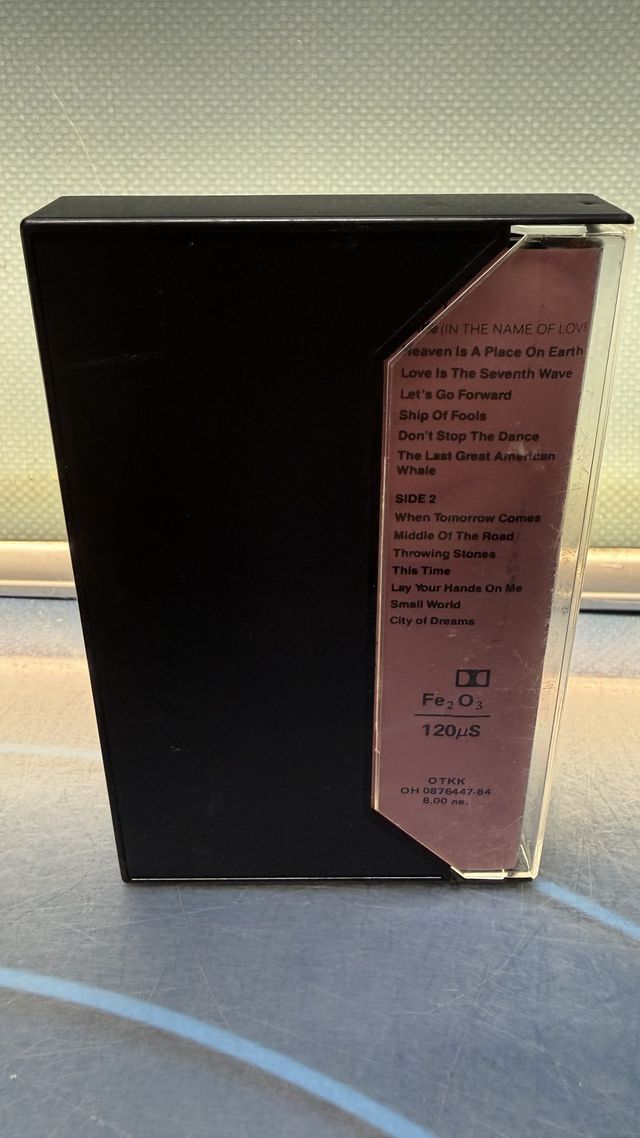 (IN THE NAME OF LOVE
Heaven Is A Place On Earth
Love Is The Seventh Wave
Let's Go Forward
Ship Of Fools
Don't Stop The Dance
The Last Great American
Whale
SIDE 2
When Tomorrow Comes
Middle Of The Road
Throwing Stones
This Time
Lay Your Hands On Me
Small World
City of Dreams
Fe₂O₃
120µS
ОТКК
ОН 0876447-84
8.00 лв.